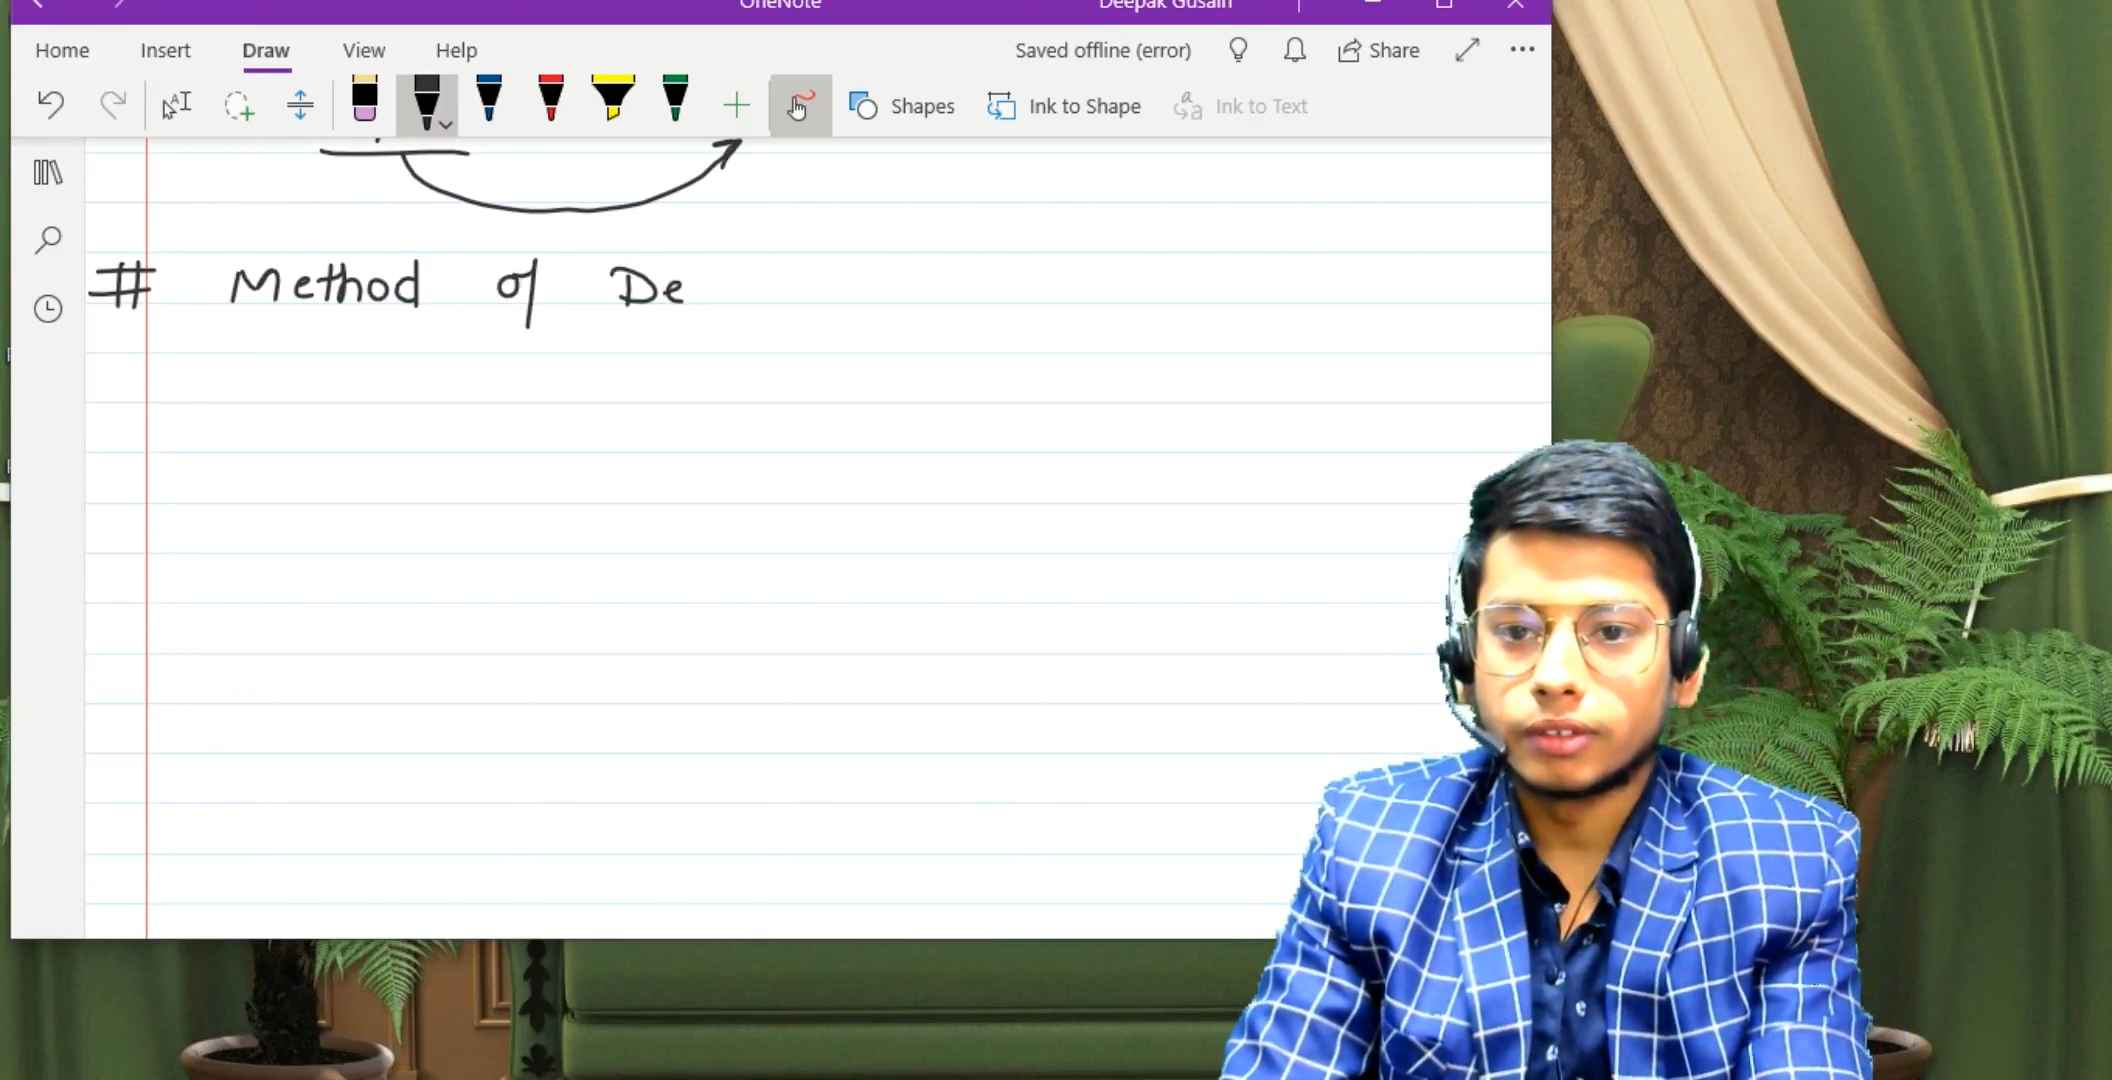 OneNote
Deepak Gusain
Home Insert Draw View Help
Saved offline (error) Share
Shapes Ink to Shape Ink to Text
# Method of De